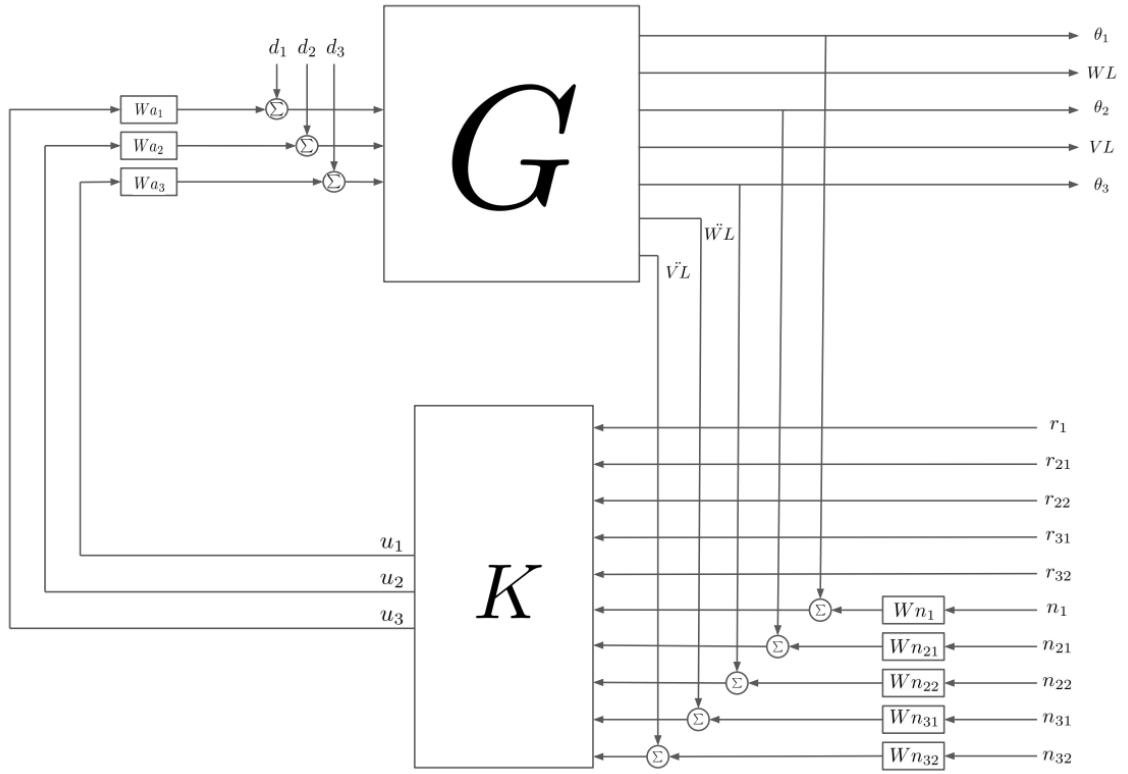 θ₁
d₁ d₂ d₃
WL
G
Wa₁ Σ θ₂
Wa₂ Σ VL
Wa₃ Σ θ₃
ẄL
V̈L
r₁
r₂₁
r₂₂
r₃₁
u₁
r₃₂
u₂ K
Σ Wn₁ n₁
u₃
Σ Wn₂₁ n₂₁
Σ Wn₂₂ n₂₂
Σ Wn₃₁ n₃₁
Σ Wn₃₂ n₃₂